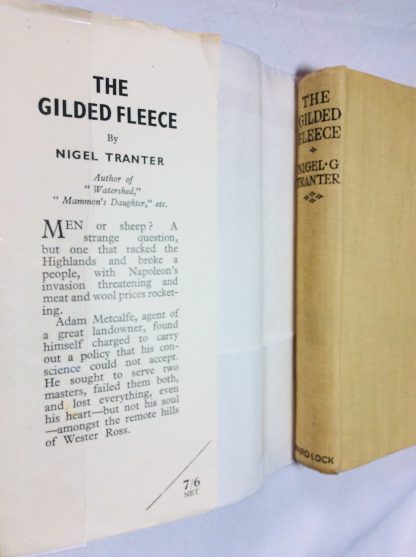 THE
GILDED FLEECE
By
NIGEL TRANTER
Author of
" Watershed,"
" Mammon's Daughter," etc.
MEN or sheep? A
strange question,
but one that racked the
Highlands and broke a
people, with Napoleon's
invasion threatening and
meat and wool prices rocket-
ing.
Adam Metcalfe, agent of
a great landowner, found
himself charged to carry
out a policy that his con-
science could not accept.
He sought to serve two
masters, failed them both,
and lost everything, even
his heart—but not his soul
—amongst the remote hills
of Wester Ross.
7/6
NET
THE
GILDED
FLEECE
NIGEL·G
TRANTER
WARD·LOCK